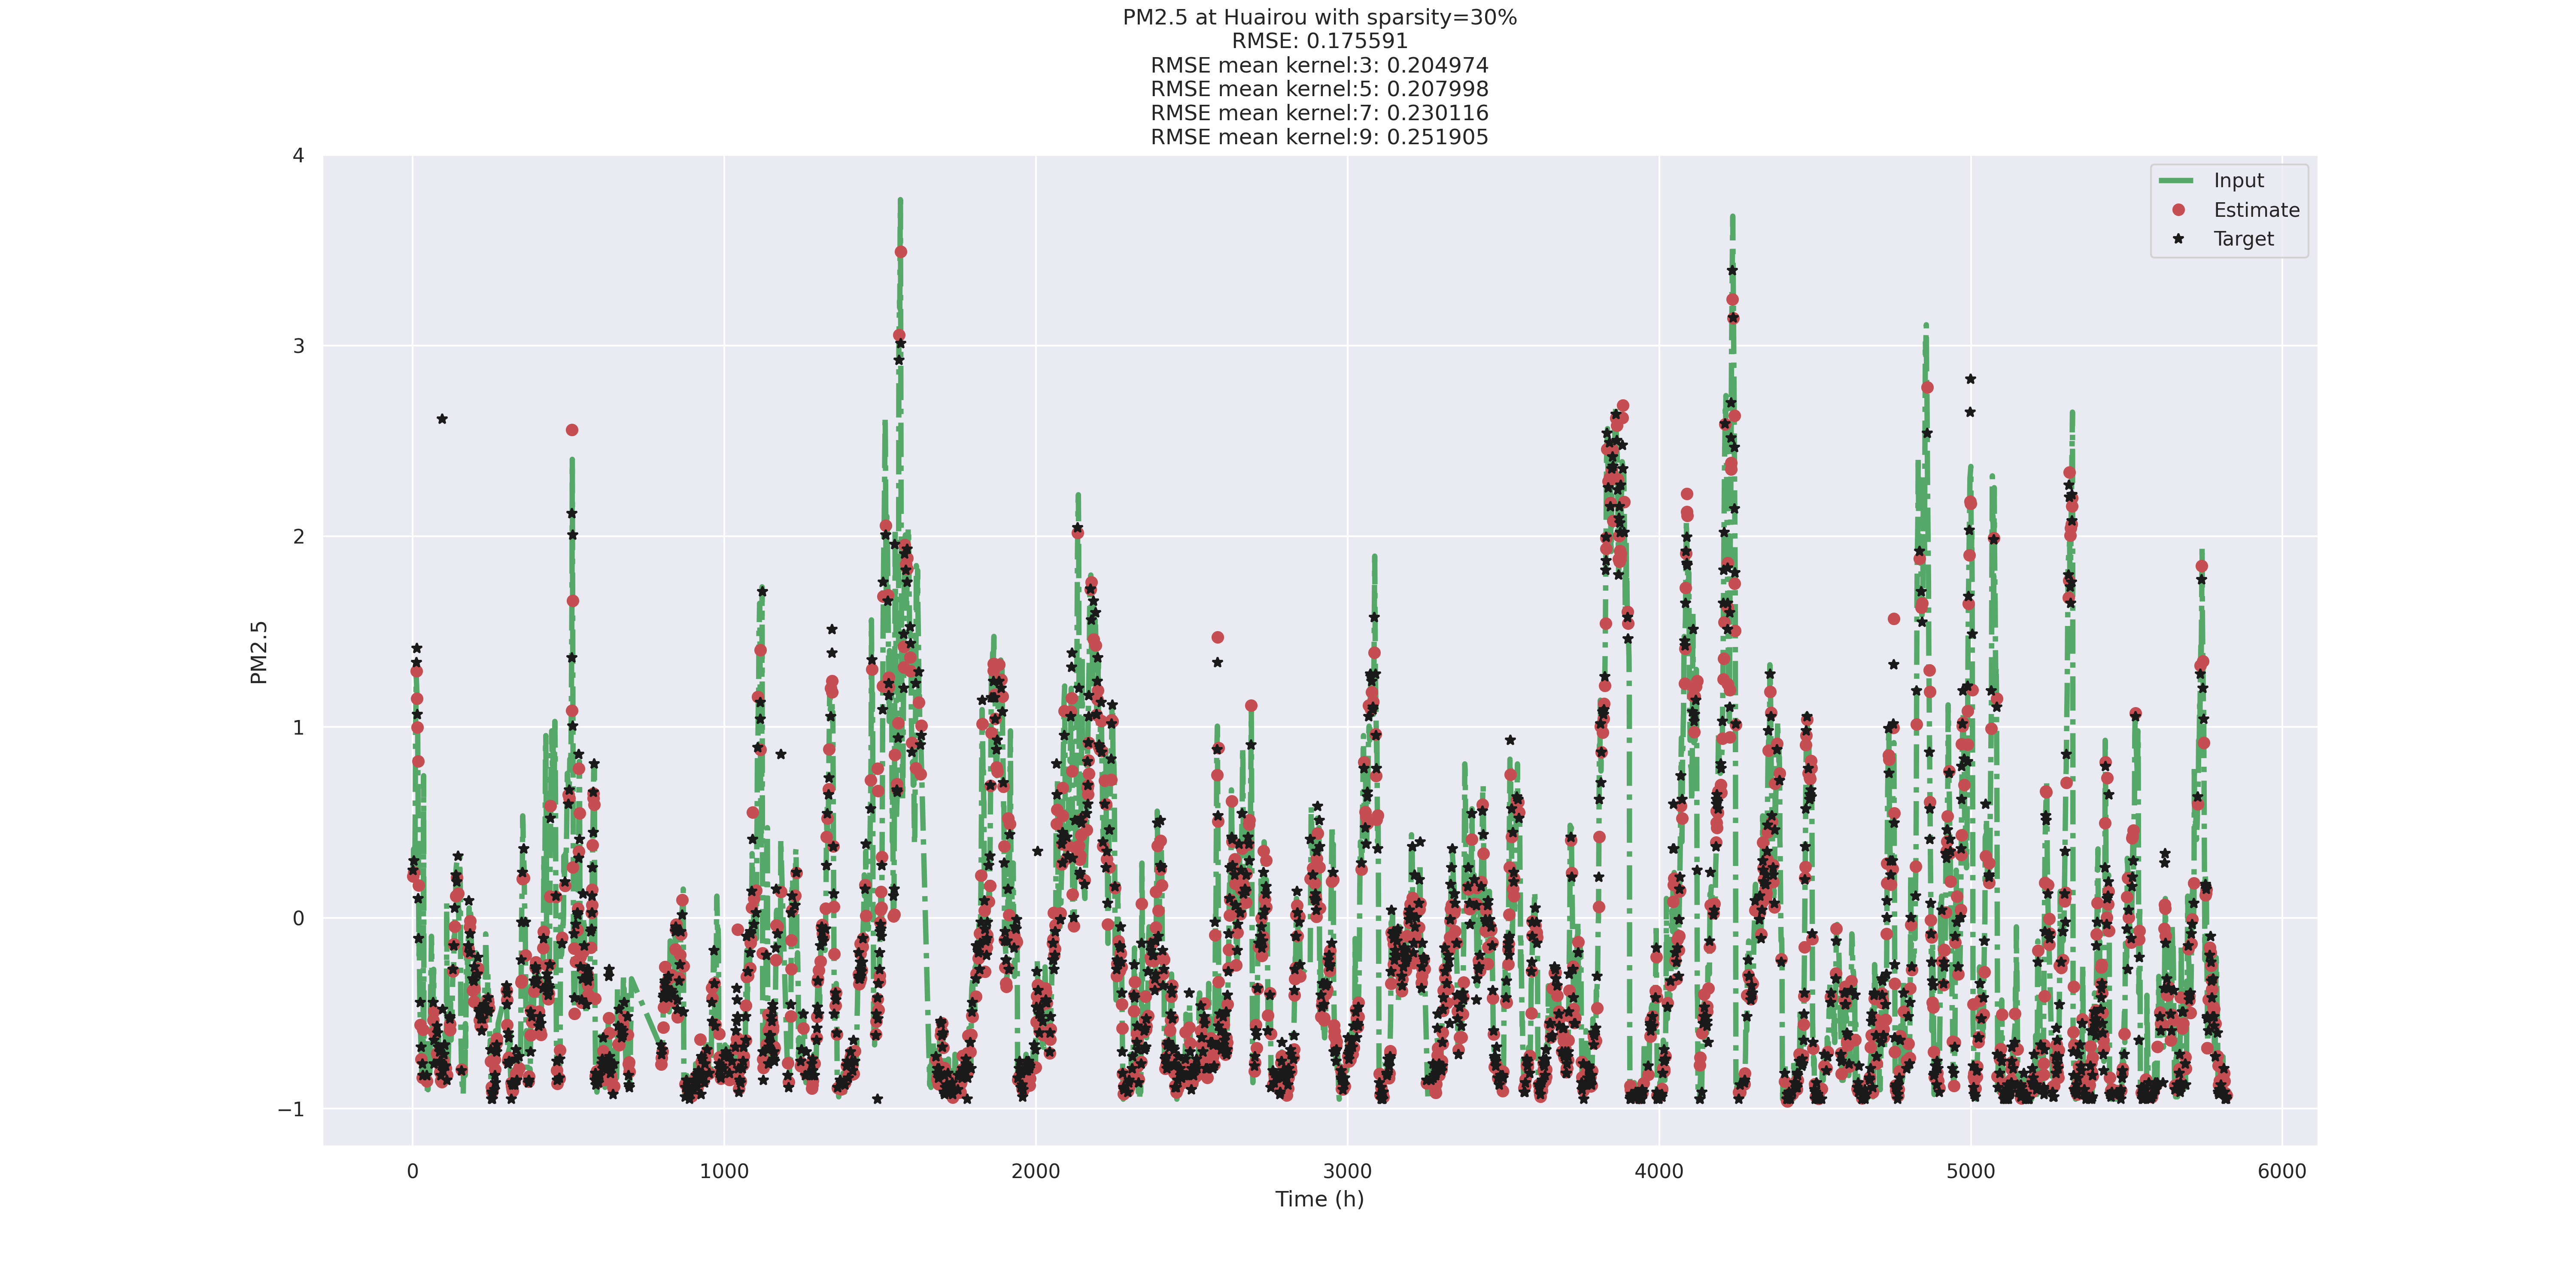 PM2.5 at Huairou with sparsity=30%
RMSE: 0.175591
RMSE mean kernel:3: 0.204974
RMSE mean kernel:5: 0.207998
RMSE mean kernel:7: 0.230116
RMSE mean kernel:9: 0.251905
4
3
2
1
0
−1
PM2.5
Input
Estimate
Target
0
1000
2000
3000
4000
5000
6000
Time (h)